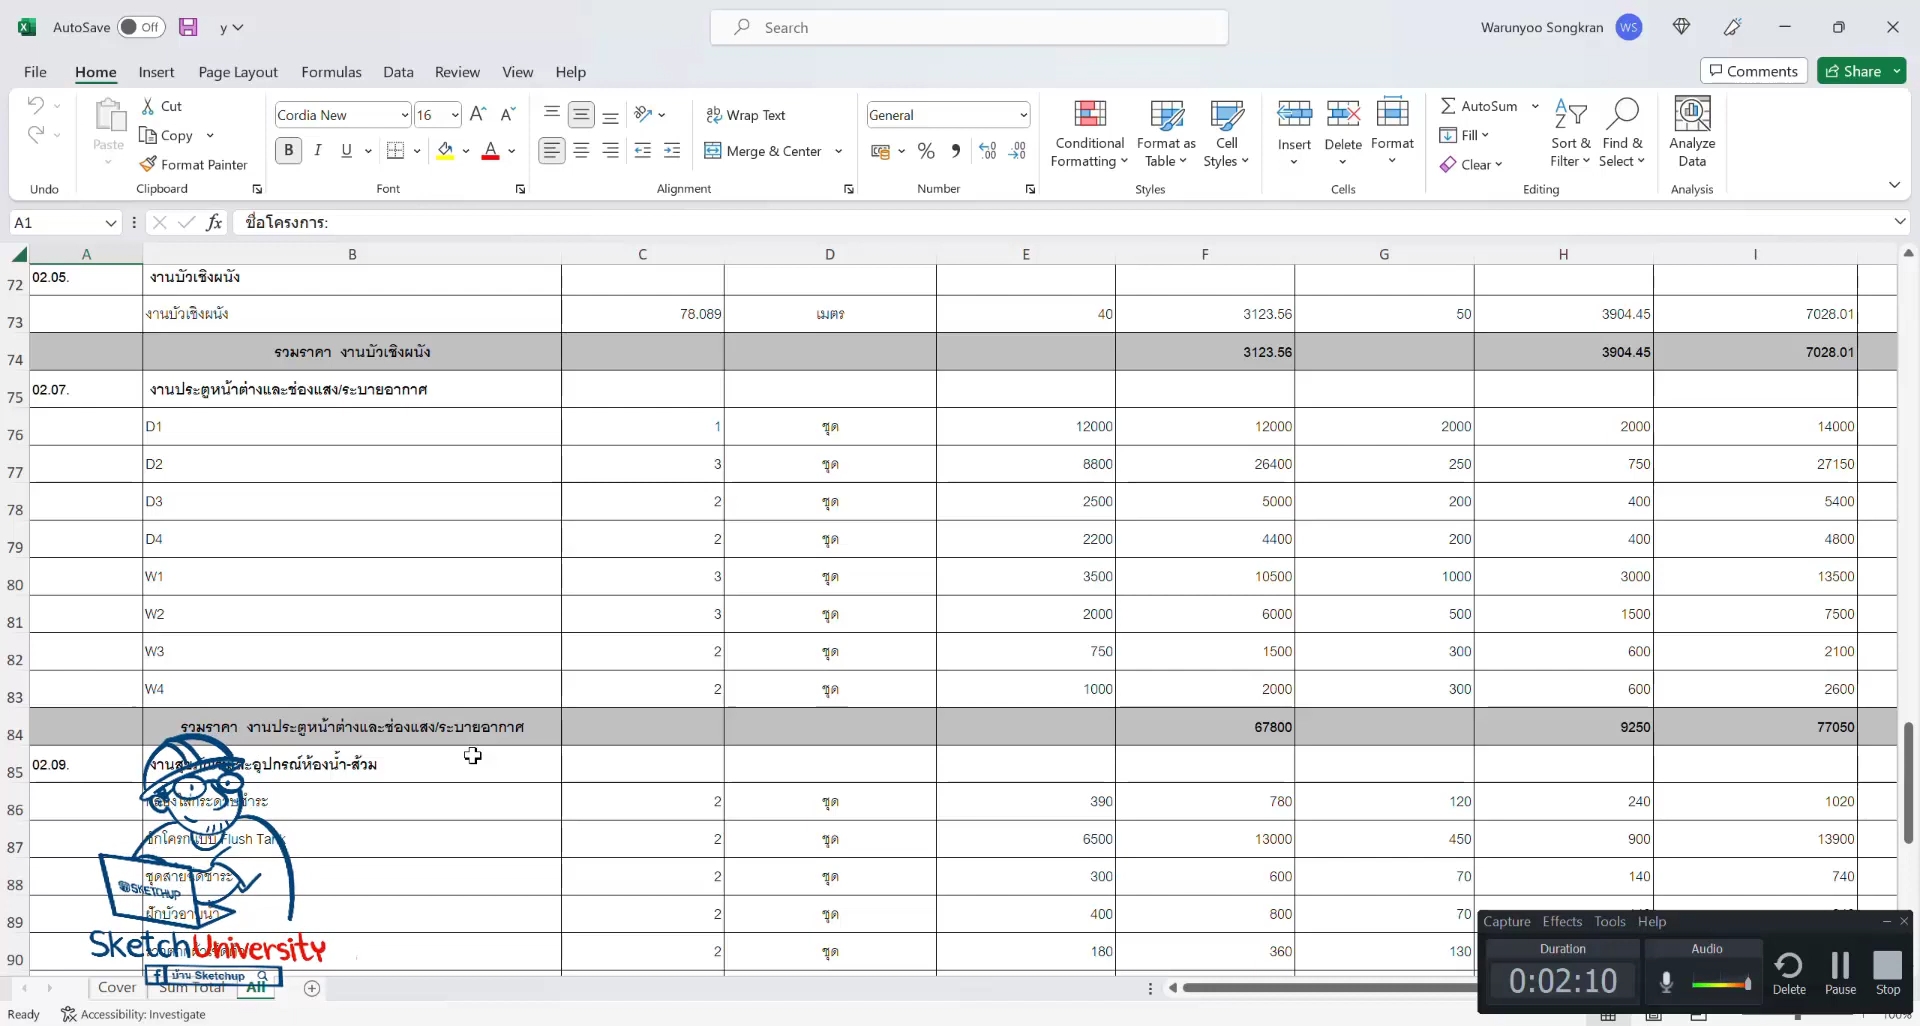 AutoSave Off y Search Warunyoo Songkran WS
File Home Insert Page Layout Formulas Data Review View Help Comments Share
Cut Copy Format Painter Paste
Cordia New 16 B I U A
Wrap Text Merge & Center
General
Conditional Formatting Format as Table Cell Styles Insert Delete Format
AutoSum Fill Clear Sort & Filter Find & Select Analyze Data
Undo Clipboard Font Alignment Number Styles Cells Editing Analysis
A1 fx ชื่อโครงการ:
A B C D E F G H I
72 02.05. งานบัวเชิงผนัง
73 งานบัวเชิงผนัง 78.089 เมตร 40 3123.56 50 3904.45 7028.01
74 รวมราคา งานบัวเชิงผนัง 3123.56 3904.45 7028.01
75 02.07. งานประตูหน้าต่างและช่องแสง/ระบายอากาศ
76 D1 1 ชุด 12000 12000 2000 2000 14000
77 D2 3 ชุด 8800 26400 250 750 27150
78 D3 2 ชุด 2500 5000 200 400 5400
79 D4 2 ชุด 2200 4400 200 400 4800
80 W1 3 ชุด 3500 10500 1000 3000 13500
81 W2 3 ชุด 2000 6000 500 1500 7500
82 W3 2 ชุด 750 1500 300 600 2100
83 W4 2 ชุด 1000 2000 300 600 2600
84 รวมราคา งานประตูหน้าต่างและช่องแสง/ระบายอากาศ 67800 9250 77050
85 02.09. อุปกรณ์ห้องน้ำ-ส้วม
86 2 ชุด 390 780 120 240 1020
87 Flush Tank 2 ชุด 6500 13000 450 900 13900
88 2 ชุด 300 600 70 140 740
89 ฝักบัวอาบน้ำ 2 ชุด 400 800 70
90 2 ชุด 180 360 130
SKETCHUP
SketchUniversity
f บ้าน Sketchup
Cover Sum Total All
Ready Accessibility: Investigate
Capture Effects Tools Help
Duration Audio
0:02:10
Delete Pause Stop